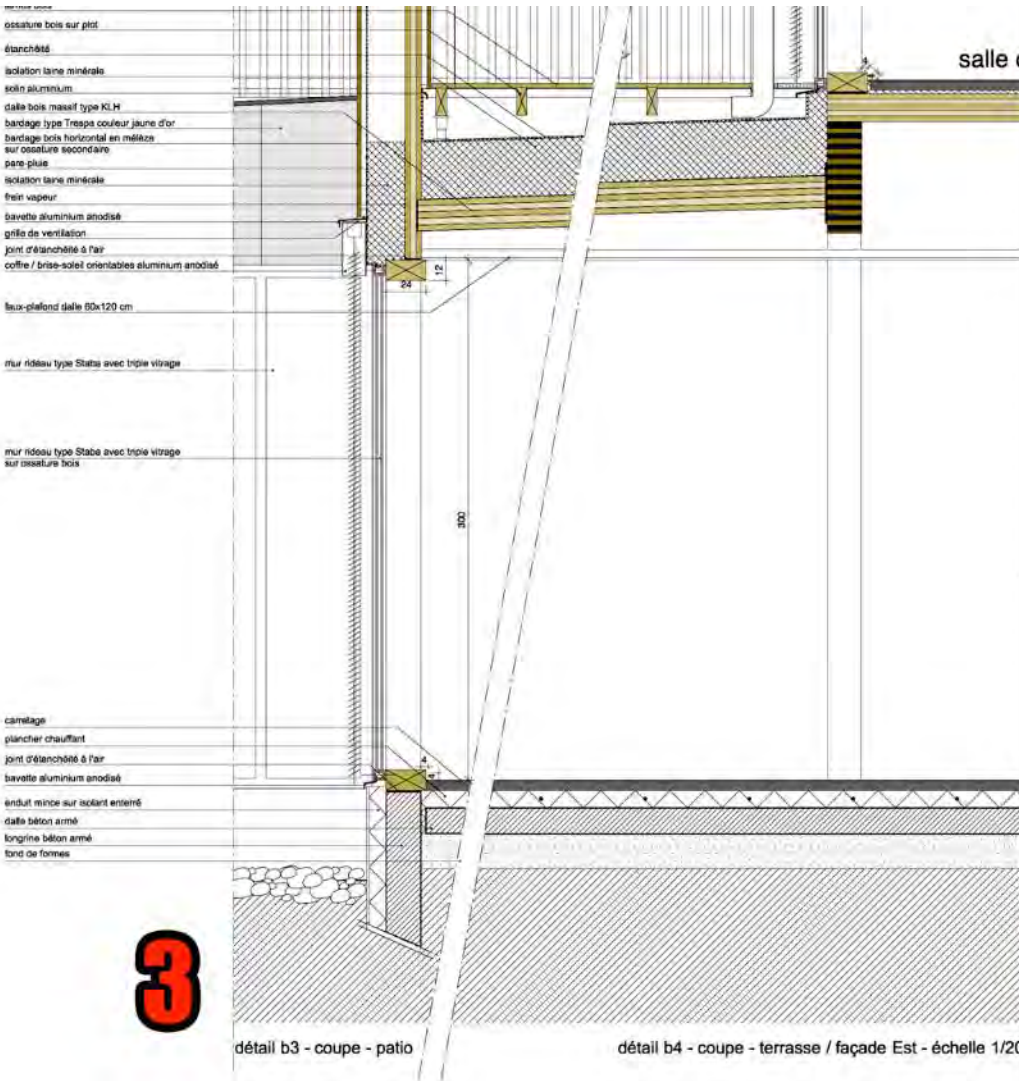 ossature bois sur plot
étanchéité
isolation laine minérale
solin aluminium
dalle bois massif type KLH
bardage type Trespa couleur jaune d'or
bardage bois horizontal en mélèze
sur ossature secondaire
pare-pluie
isolation laine minérale
frein vapeur
bavette aluminium anodisé
grille de ventilation
joint d'étanchéité à l'air
coffre / brise-soleil orientables aluminium anodisé
faux-plafond dalle 60x120 cm
mur rideau type Staba avec triple vitrage
mur rideau type Staba avec triple vitrage
sur ossature bois
carrelage
plancher chauffant
joint d'étanchéité à l'air
bavette aluminium anodisé
enduit mince sur isolant enterré
dalle béton armé
longrine béton armé
fond de formes
salle
4
4
12
24
300
4
4
3
détail b3 - coupe - patio
détail b4 - coupe - terrasse / façade Est - échelle 1/20